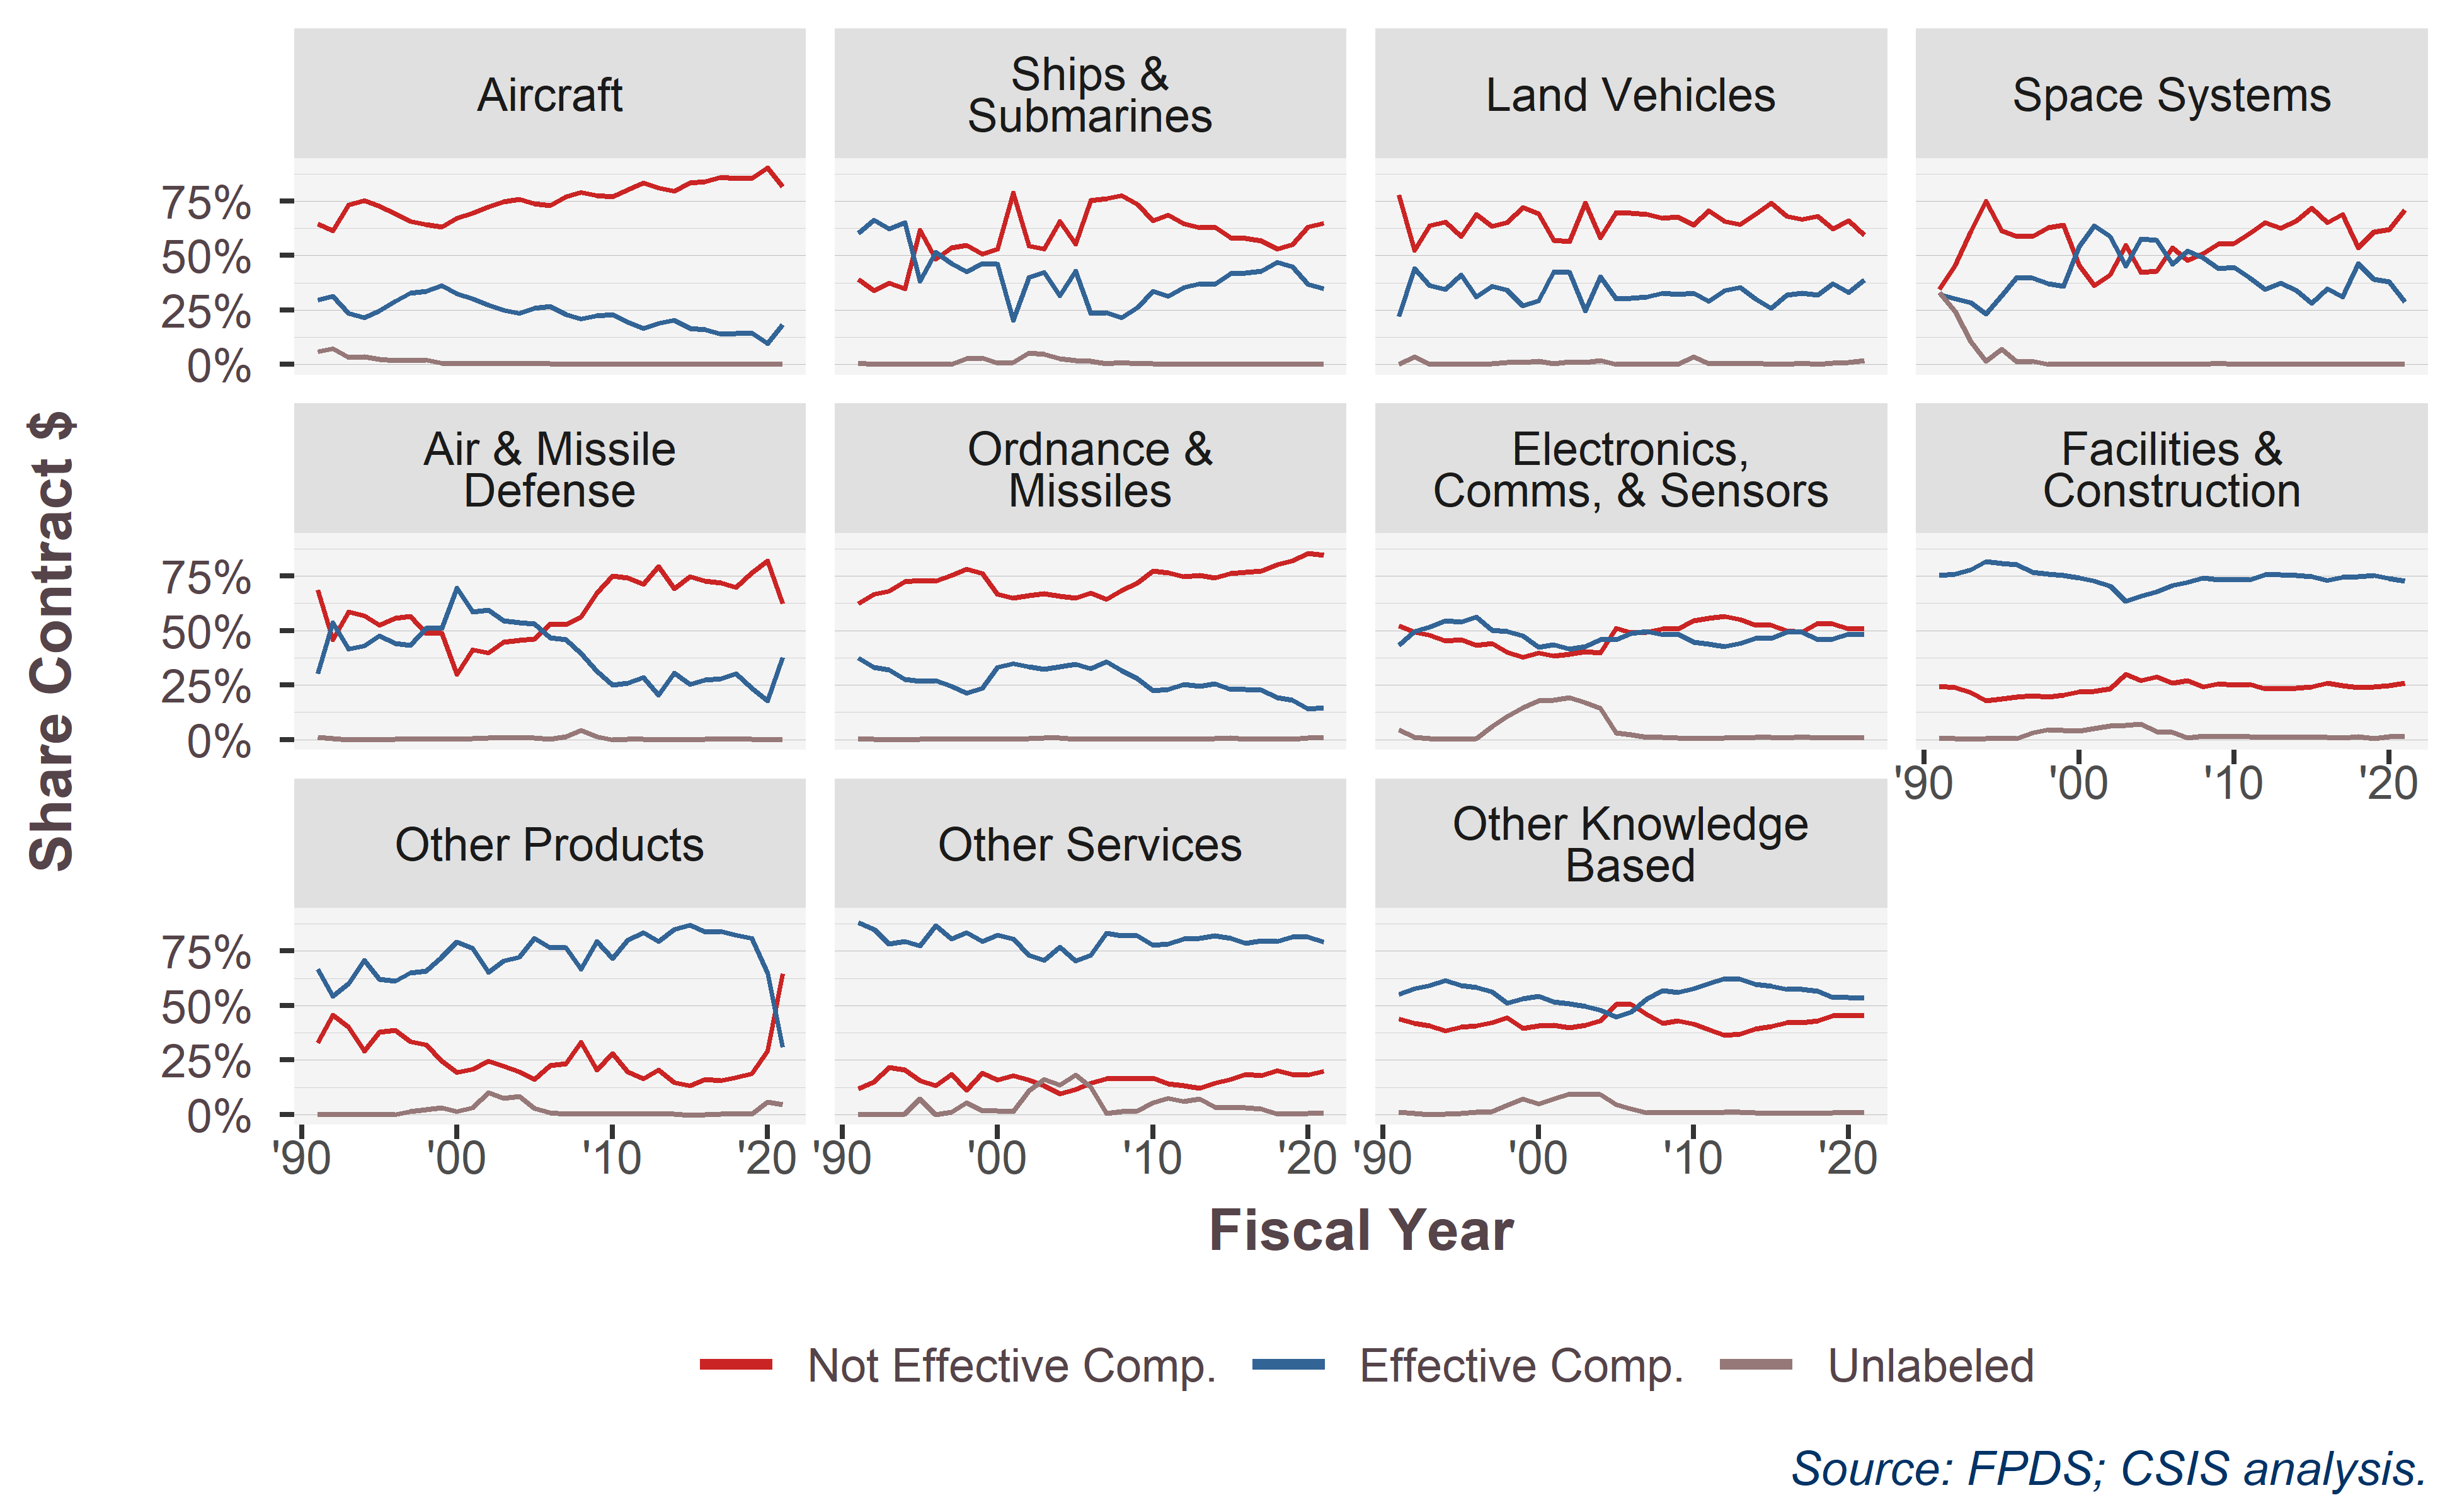 Aircraft
Ships &
Submarines
Land Vehicles
Space Systems
75%
50%
25%
0%
Share Contract $
Air & Missile
Defense
Ordnance &
Missiles
Electronics,
Comms, & Sensors
Facilities &
Construction
75%
50%
25%
0%
'90 '00 '10 '20
Other Products
Other Services
Other Knowledge
Based
75%
50%
25%
0%
'90 '00 '10 '20 '90 '00 '10 '20 '90 '00 '10 '20
Fiscal Year
Not Effective Comp. Effective Comp. Unlabeled
Source: FPDS; CSIS analysis.